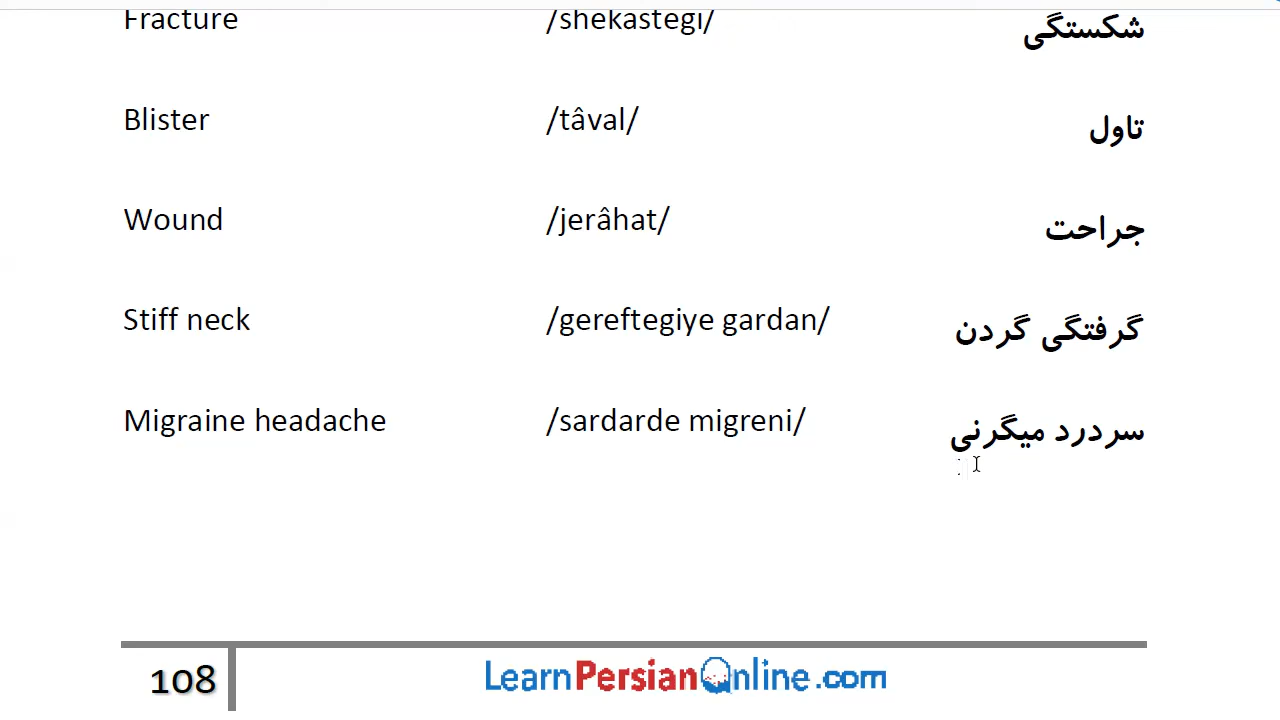 Fracture /shekastegi/ شکستگی
Blister /tâval/ تاول
Wound /jerâhat/ جراحت
Stiff neck /gereftegiye gardan/ گرفتگی گردن
Migraine headache /sardarde migreni/ سردرد میگرنی
108 LearnPersianOnline.com